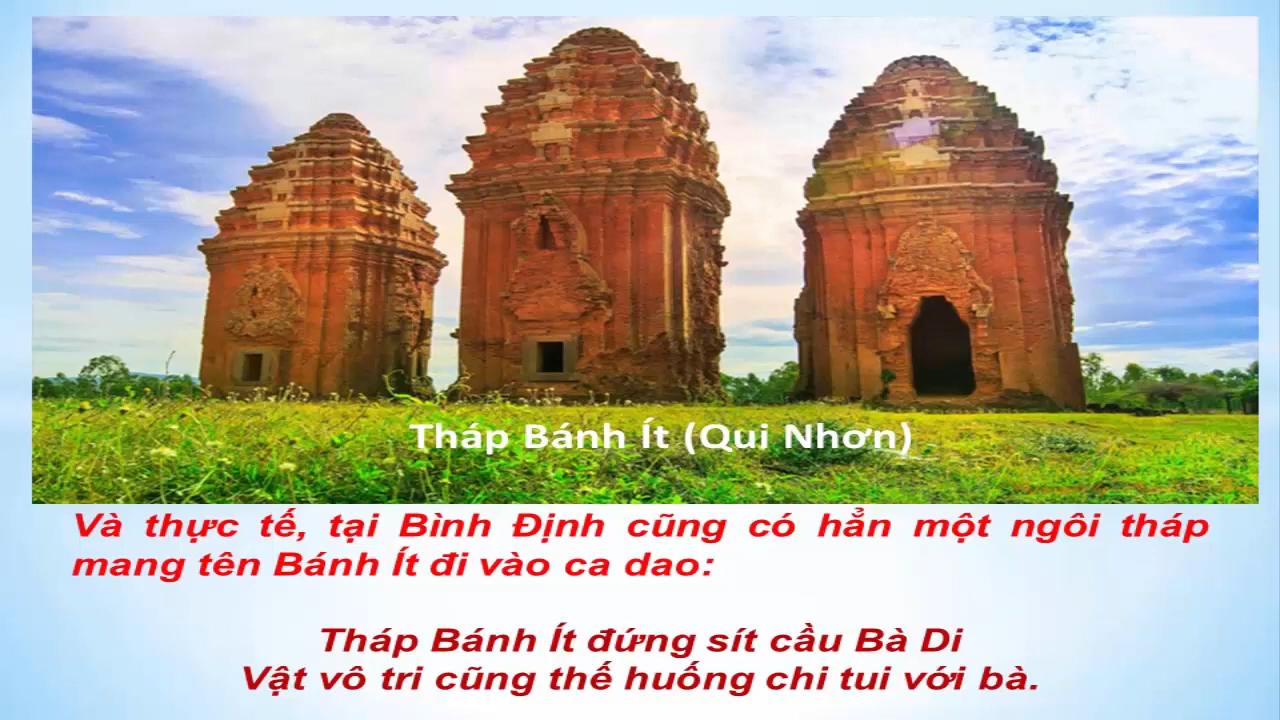 Tháp Bánh Ít (Qui Nhơn)
Và thực tế, tại Bình Định cũng có hẳn một ngôi tháp
mang tên Bánh Ít đi vào ca dao:
Tháp Bánh Ít đứng sít cầu Bà Di
Vật vô tri cũng thế huống chi tui với bà.